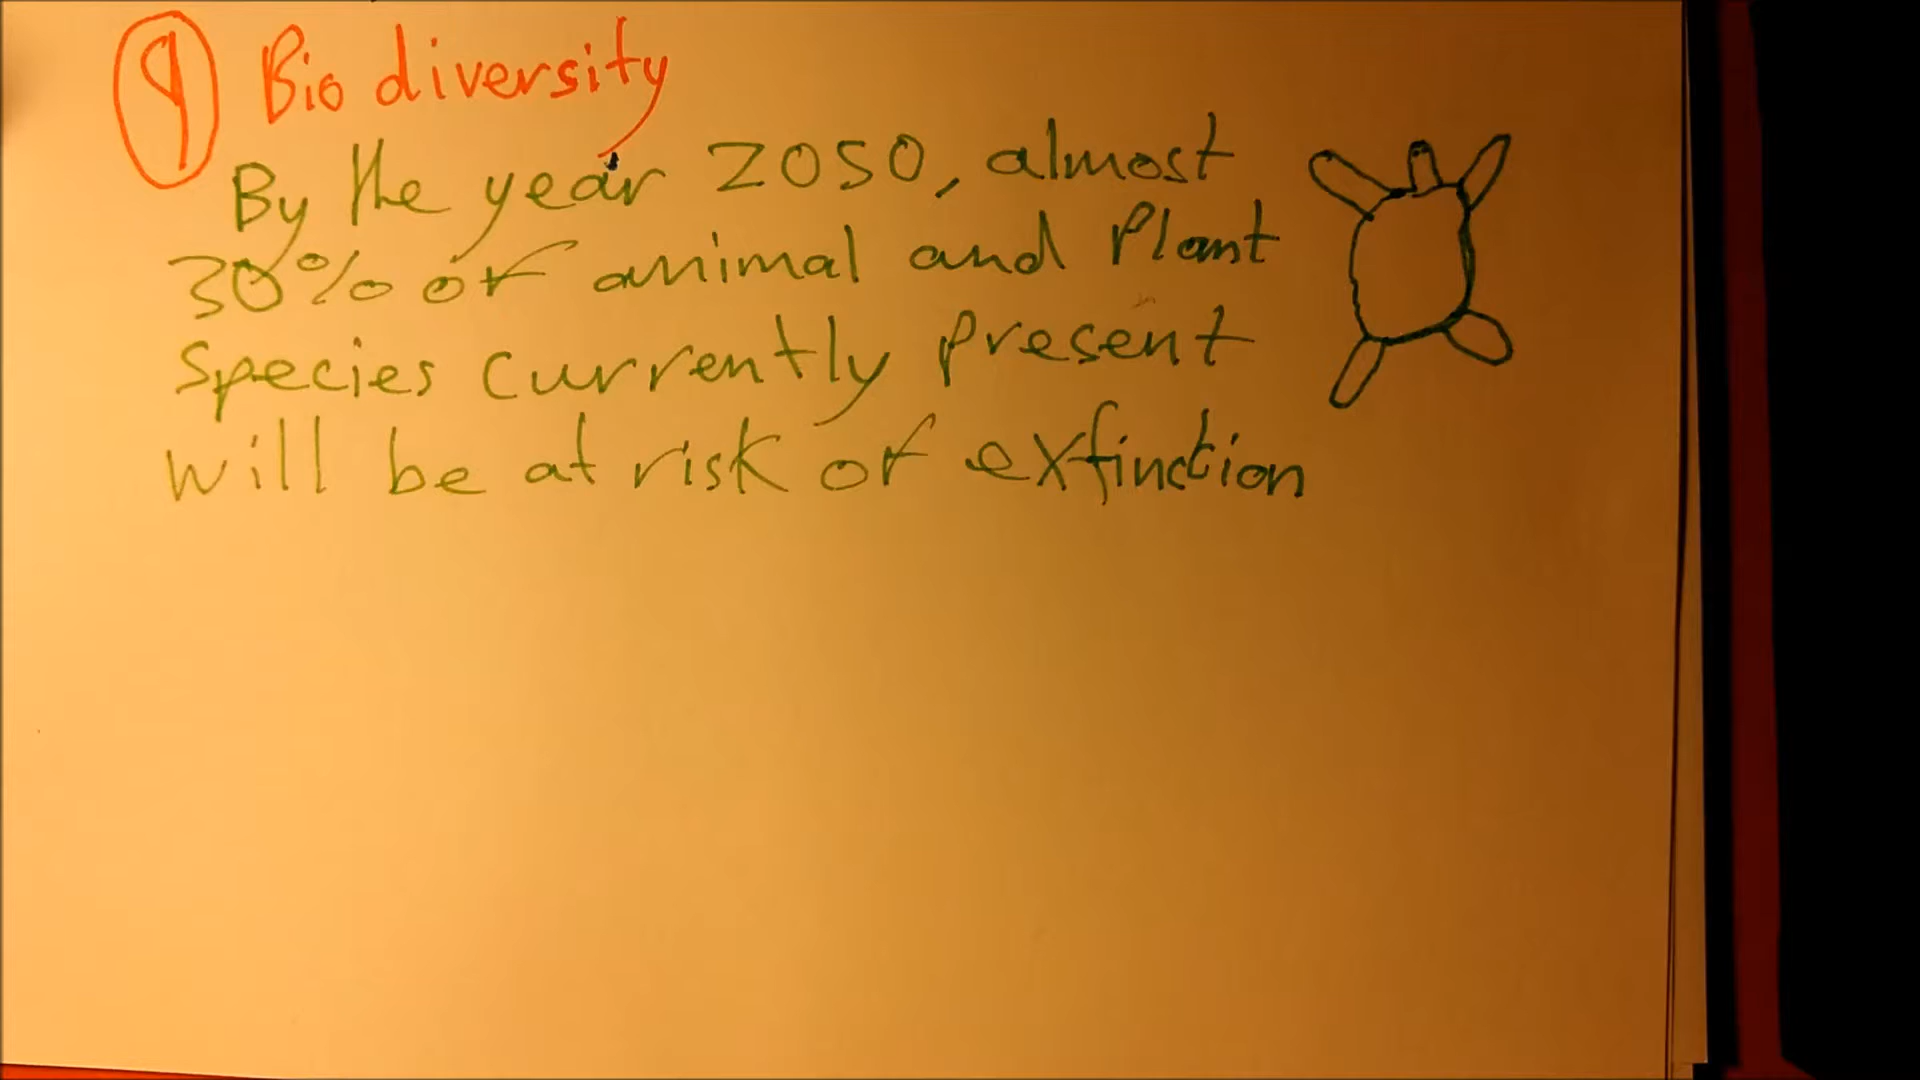 9 Bio diversity
By the year 2050, almost
30% of animal and Plant
Species currently present
will be at risk of exfinction